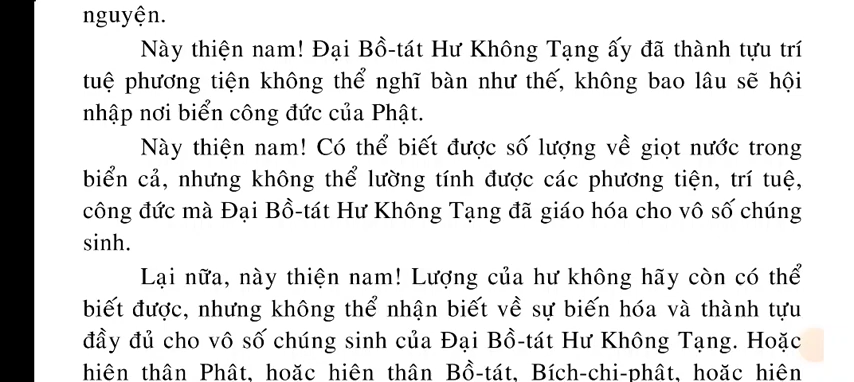 nguyện.
Này thiện nam! Đại Bồ-tát Hư Không Tạng ấy đã thành tựu trí
tuệ phương tiện không thể nghĩ bàn như thế, không bao lâu sẽ hội
nhập nơi biển công đức của Phật.
Này thiện nam! Có thể biết được số lượng về giọt nước trong
biển cả, nhưng không thể lường tính được các phương tiện, trí tuệ,
công đức mà Đại Bồ-tát Hư Không Tạng đã giáo hóa cho vô số chúng
sinh.
Lại nữa, này thiện nam! Lượng của hư không hãy còn có thể
biết được, nhưng không thể nhận biết về sự biến hóa và thành tựu
đầy đủ cho vô số chúng sinh của Đại Bồ-tát Hư Không Tạng. Hoặc
hiện thân Phật, hoặc hiện thân Bồ-tát, Bích-chi-phật, hoặc hiện